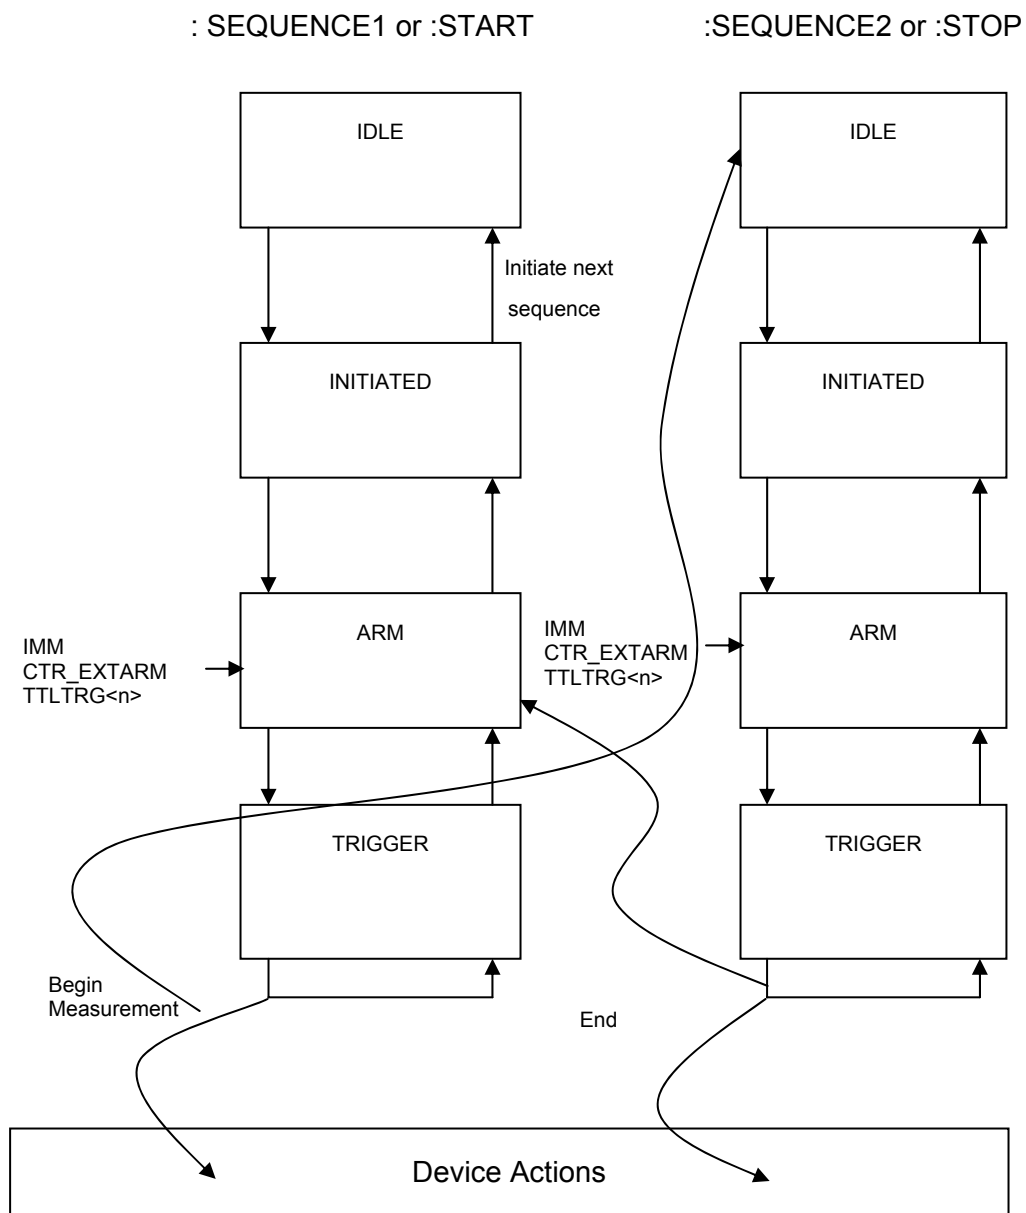 : SEQUENCE1 or :START
:SEQUENCE2 or :STOP
IDLE
IDLE
Initiate next
sequence
INITIATED
INITIATED
ARM
IMM
CTR_EXTARM
TTLTRG<n>
IMM
CTR_EXTARM
TTLTRG<n>
ARM
TRIGGER
TRIGGER
Begin
Measurement
End
Device Actions